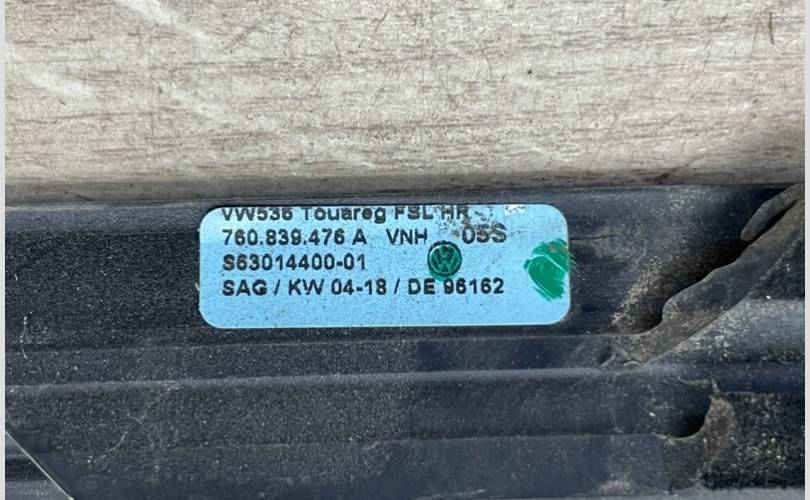 VW536 Touareg FSL HR
760.839.476 A VNH 05S
S63014400-01
SAG / KW 04-18 / DE 96162